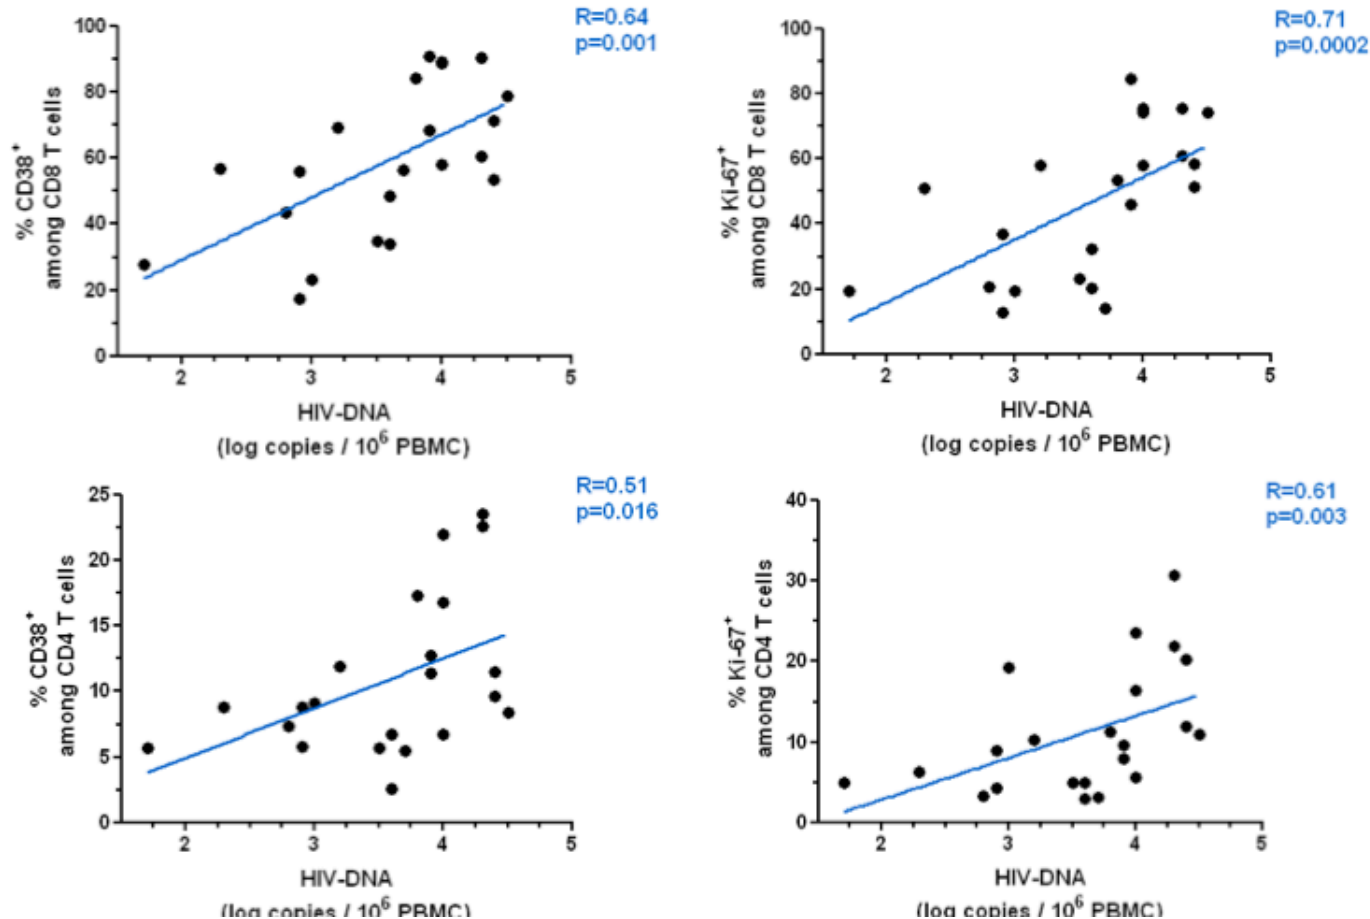 R=0.64
p=0.001
% CD38⁺
among CD8 T cells
100
80
60
40
20
0
2 3 4 5
HIV-DNA
(log copies / 10⁶ PBMC)
R=0.71
p=0.0002
% Ki-67⁺
among CD8 T cells
100
80
60
40
20
0
2 3 4 5
HIV-DNA
(log copies / 10⁶ PBMC)
R=0.51
p=0.016
% CD38⁺
among CD4 T cells
25
20
15
10
5
0
2 3 4 5
HIV-DNA
(log copies / 10⁶ PBMC)
R=0.61
p=0.003
% Ki-67⁺
among CD4 T cells
40
30
20
10
0
2 3 4 5
HIV-DNA
(log copies / 10⁶ PBMC)